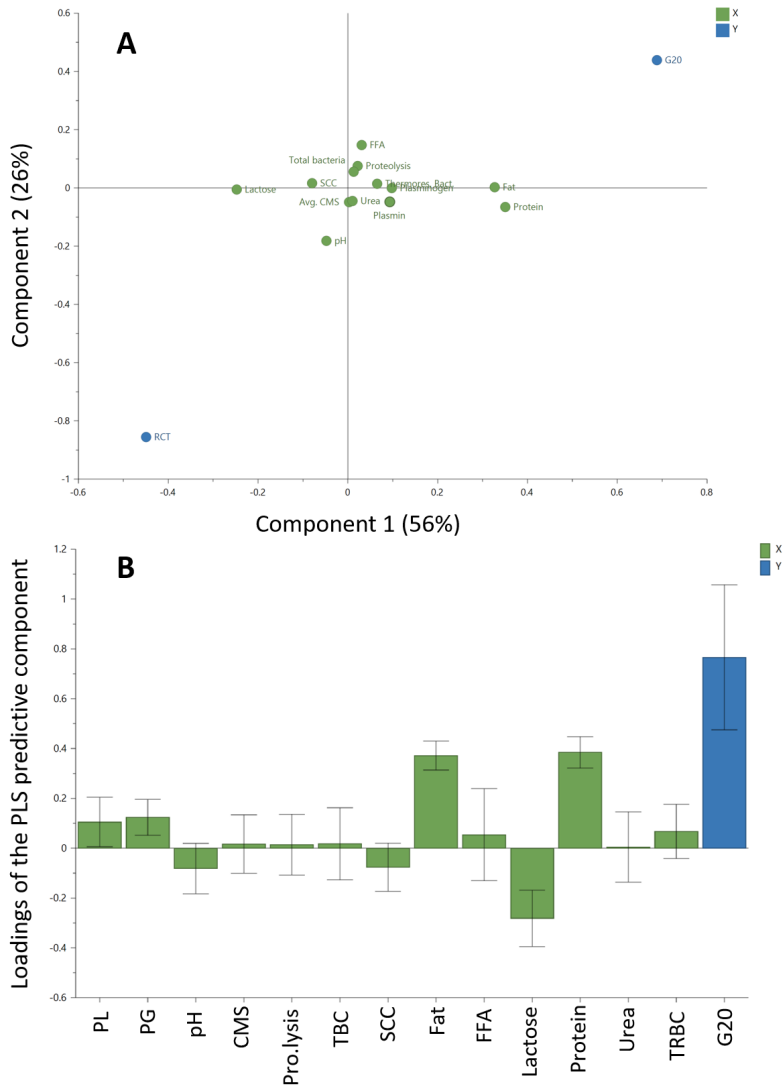 A
X
Y
0.6
0.4
0.2
0
-0.2
-0.4
-0.6
-0.8
-1
Component 2 (26%)
G20
FFA
Total bacteria
Proteolysis
SCC
Thermores. Bact
Lactose
Plasminogen
Fat
Avg. CMS
Urea
Plasmin
Protein
pH
RCT
-0.6
-0.4
-0.2
0
0.2
0.4
0.6
0.8
Component 1 (56%)
B
X
Y
1.2
1
0.8
0.6
0.4
0.2
0
-0.2
-0.4
-0.6
Loadings of the PLS predictive component
PL
PG
pH
CMS
Pro.lysis
TBC
SCC
Fat
FFA
Lactose
Protein
Urea
TRBC
G20